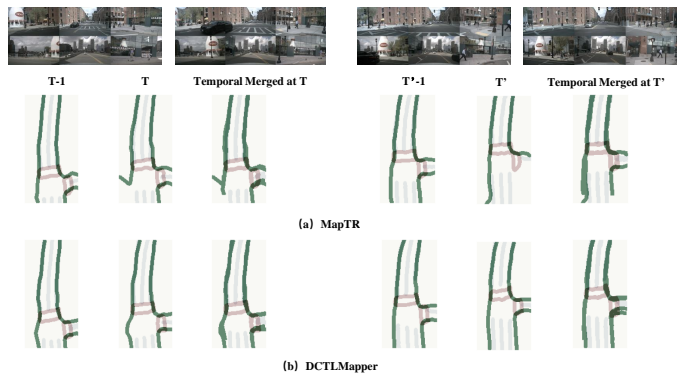 T-1 T Temporal Merged at T T'-1 T' Temporal Merged at T'
(a) MapTR
(b) DCTLMapper